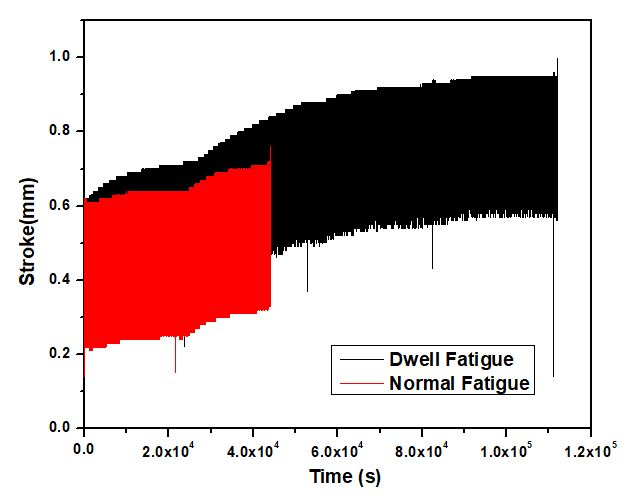 1.0
0.8
0.6
0.4
0.2
0.0
Stroke(mm)
Dwell Fatigue
Normal Fatigue
0.0 2.0x10⁴ 4.0x10⁴ 6.0x10⁴ 8.0x10⁴ 1.0x10⁵ 1.2x10⁵
Time (s)